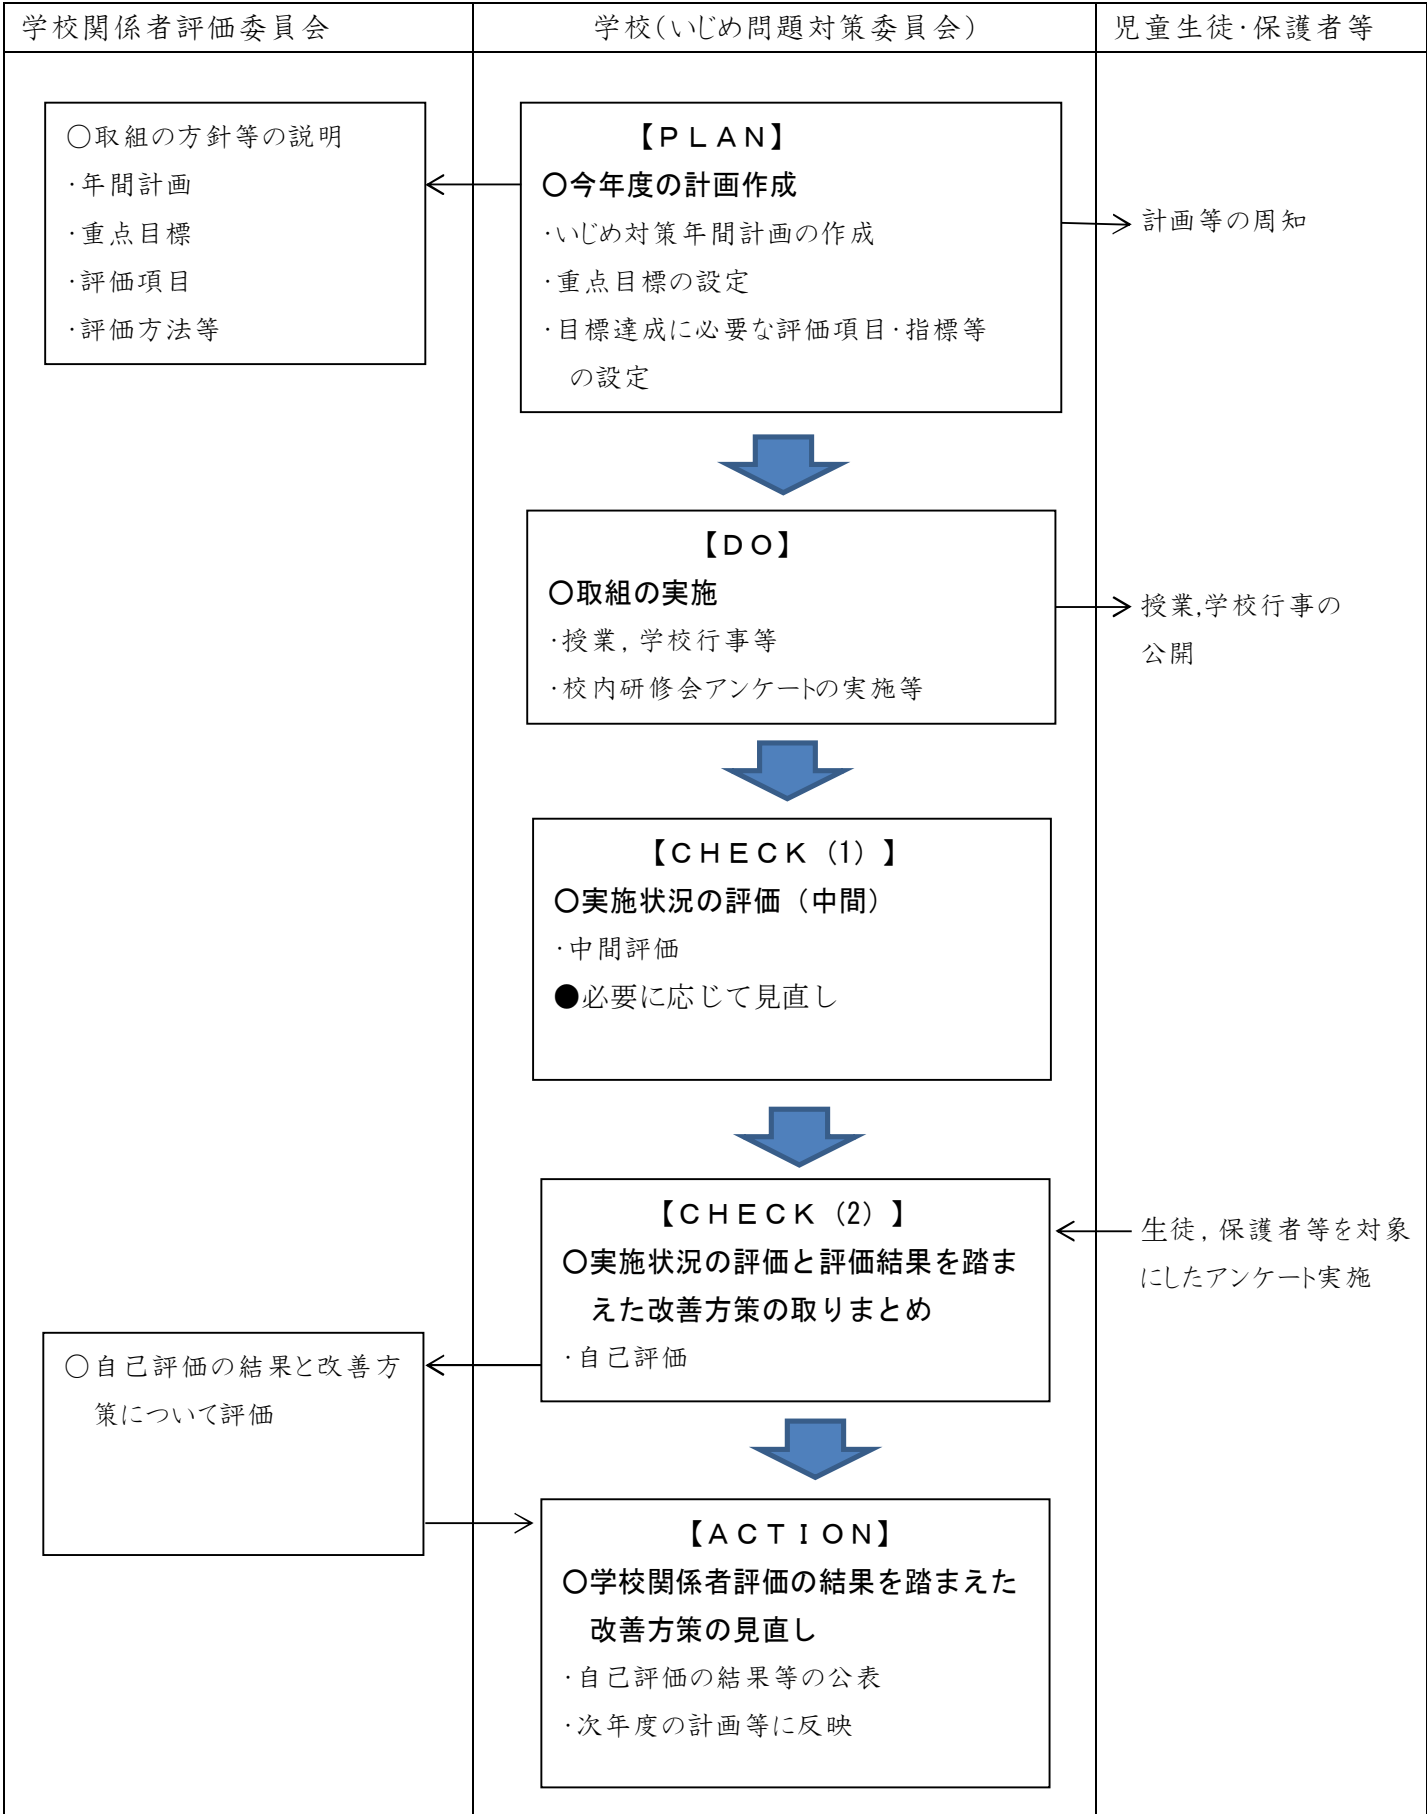 学校関係者評価委員会
学校(いじめ問題対策委員会)
児童生徒・保護者等
○取組の方針等の説明
・年間計画
・重点目標
・評価項目
・評価方法等
【ＰＬＡＮ】
○今年度の計画作成
・いじめ対策年間計画の作成
・重点目標の設定
・目標達成に必要な評価項目・指標等
の設定
計画等の周知
【ＤＯ】
○取組の実施
・授業，学校行事等
・校内研修会アンケートの実施等
授業,学校行事の
公開
【ＣＨＥＣＫ（1）】
○実施状況の評価（中間）
・中間評価
●必要に応じて見直し
【ＣＨＥＣＫ（2）】
○実施状況の評価と評価結果を踏ま
えた改善方策の取りまとめ
・自己評価
生徒，保護者等を対象
にしたアンケート実施
○自己評価の結果と改善方
策について評価
【ＡＣＴＩＯＮ】
○学校関係者評価の結果を踏まえた
改善方策の見直し
・自己評価の結果等の公表
・次年度の計画等に反映